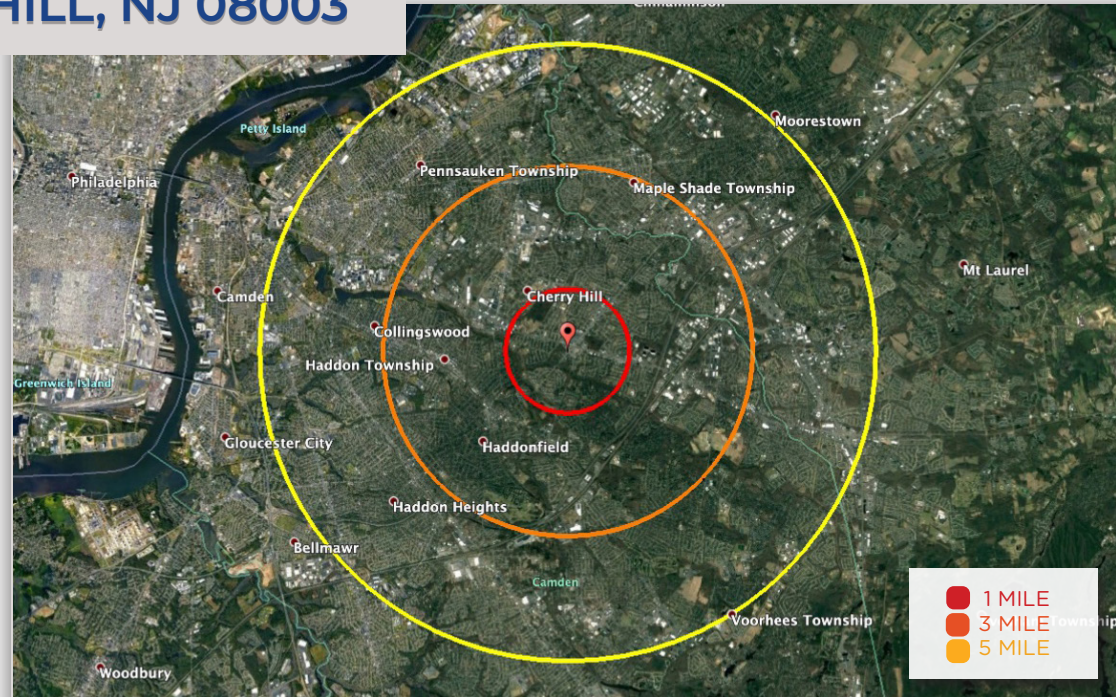 HILL, NJ 08003
Cinnaminson
Petty Island
Moorestown
Pennsauken Township
Philadelphia
Maple Shade Township
Mt Laurel
Camden
Cherry Hill
Collingswood
Haddon Township
Greenwich Island
Gloucester City
Haddonfield
Haddon Heights
Bellmawr
Camden
1 MILE
3 MILE
Township
5 MILE
Voorhees Township
Woodbury